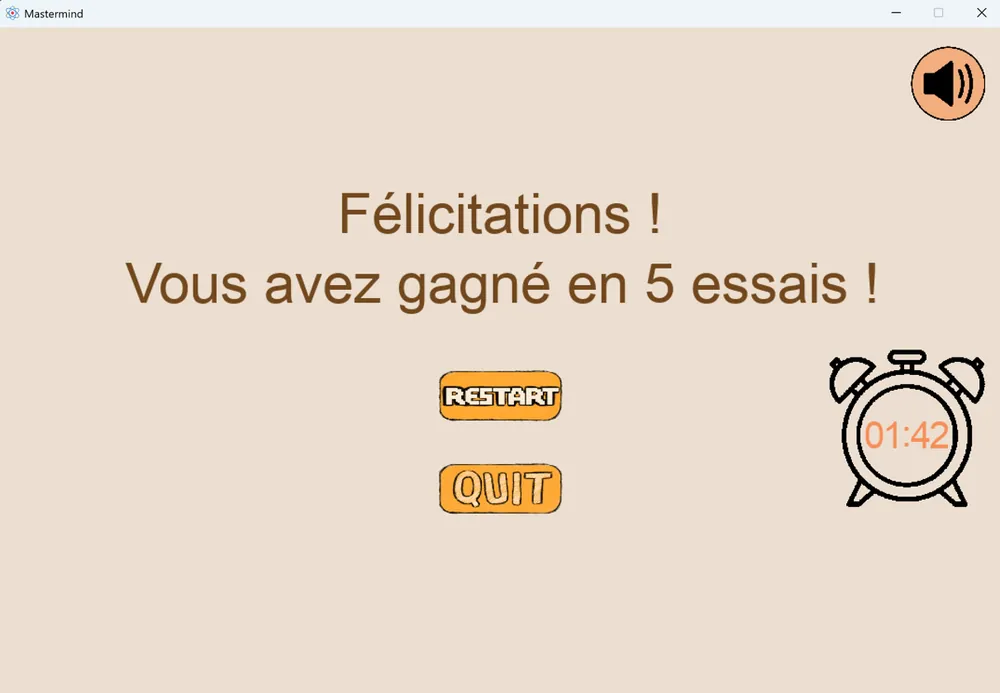 Mastermind
Félicitations !
Vous avez gagné en 5 essais !
RESTART
01:42
QUIT